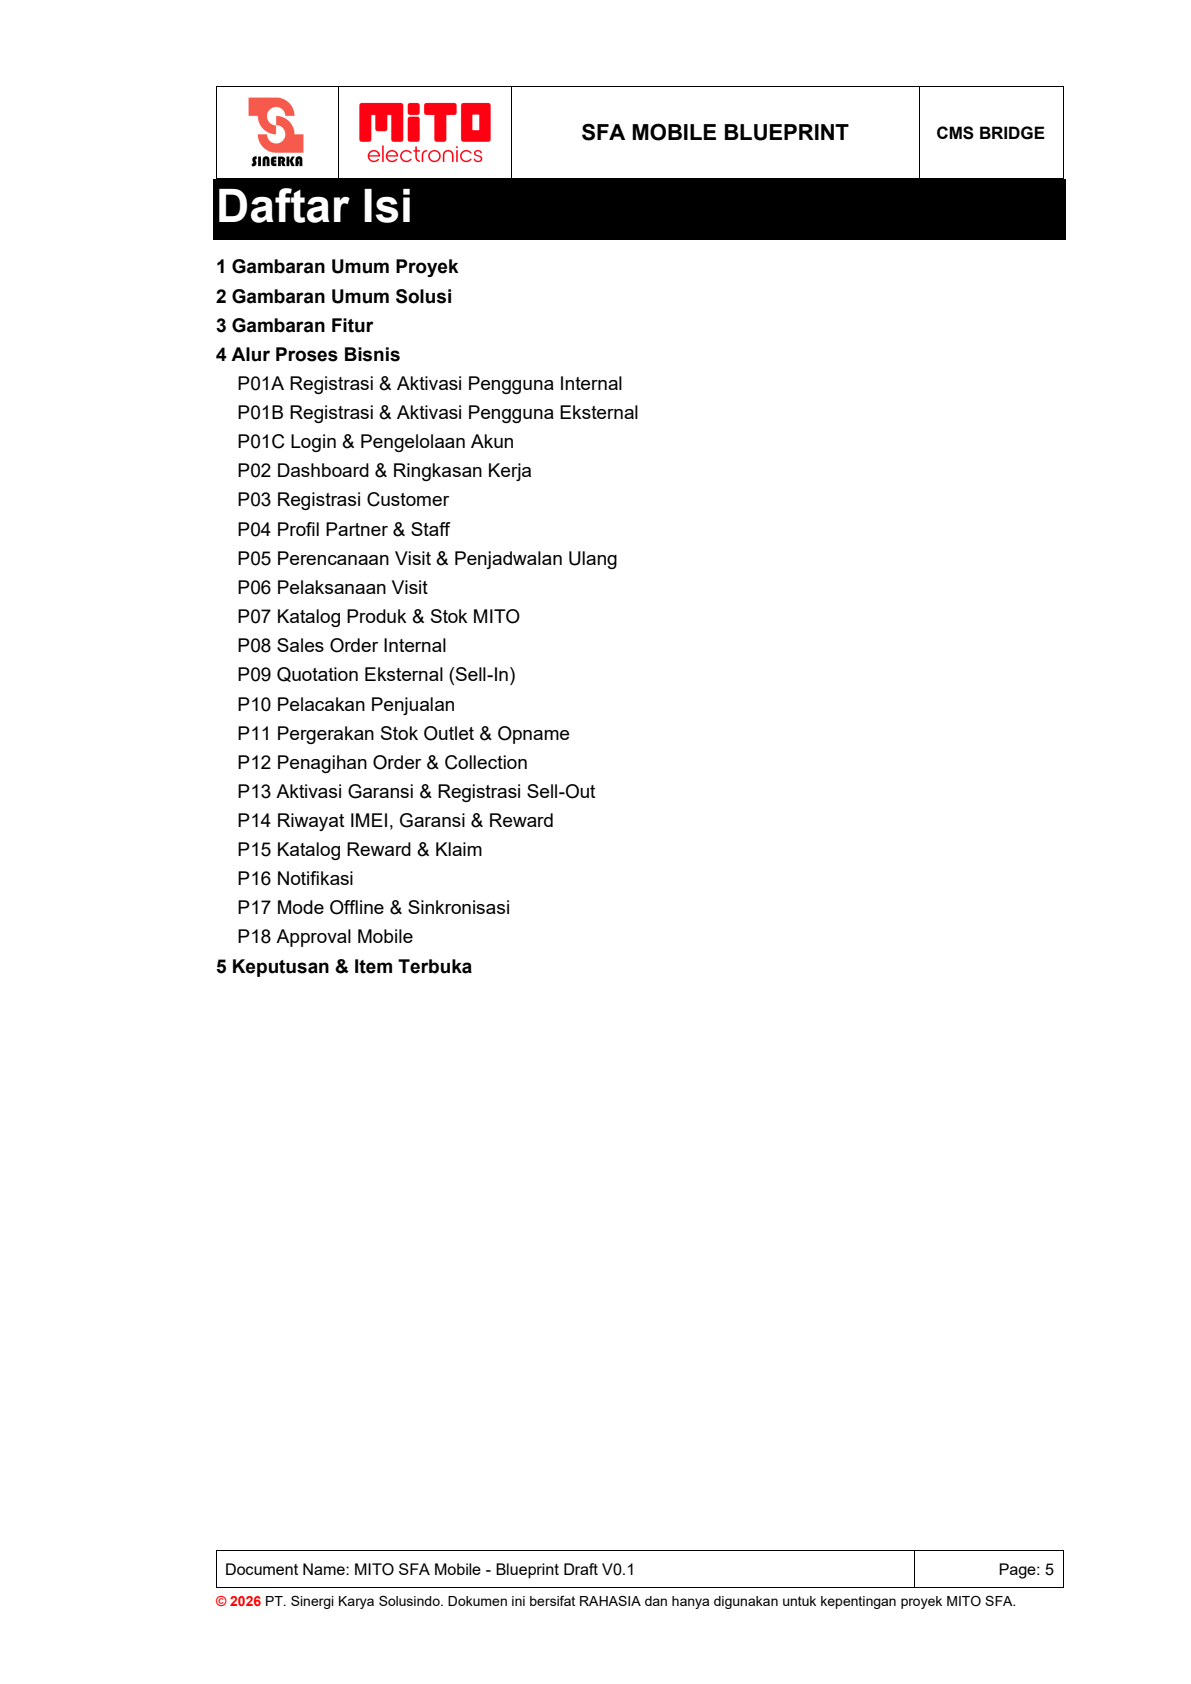 SINERKA
MiTO
electronics
SFA MOBILE BLUEPRINT
CMS BRIDGE
Daftar Isi
1 Gambaran Umum Proyek
2 Gambaran Umum Solusi
3 Gambaran Fitur
4 Alur Proses Bisnis
P01A Registrasi & Aktivasi Pengguna Internal
P01B Registrasi & Aktivasi Pengguna Eksternal
P01C Login & Pengelolaan Akun
P02 Dashboard & Ringkasan Kerja
P03 Registrasi Customer
P04 Profil Partner & Staff
P05 Perencanaan Visit & Penjadwalan Ulang
P06 Pelaksanaan Visit
P07 Katalog Produk & Stok MITO
P08 Sales Order Internal
P09 Quotation Eksternal (Sell-In)
P10 Pelacakan Penjualan
P11 Pergerakan Stok Outlet & Opname
P12 Penagihan Order & Collection
P13 Aktivasi Garansi & Registrasi Sell-Out
P14 Riwayat IMEI, Garansi & Reward
P15 Katalog Reward & Klaim
P16 Notifikasi
P17 Mode Offline & Sinkronisasi
P18 Approval Mobile
5 Keputusan & Item Terbuka
Document Name: MITO SFA Mobile - Blueprint Draft V0.1
Page: 5
© 2026 PT. Sinergi Karya Solusindo. Dokumen ini bersifat RAHASIA dan hanya digunakan untuk kepentingan proyek MITO SFA.